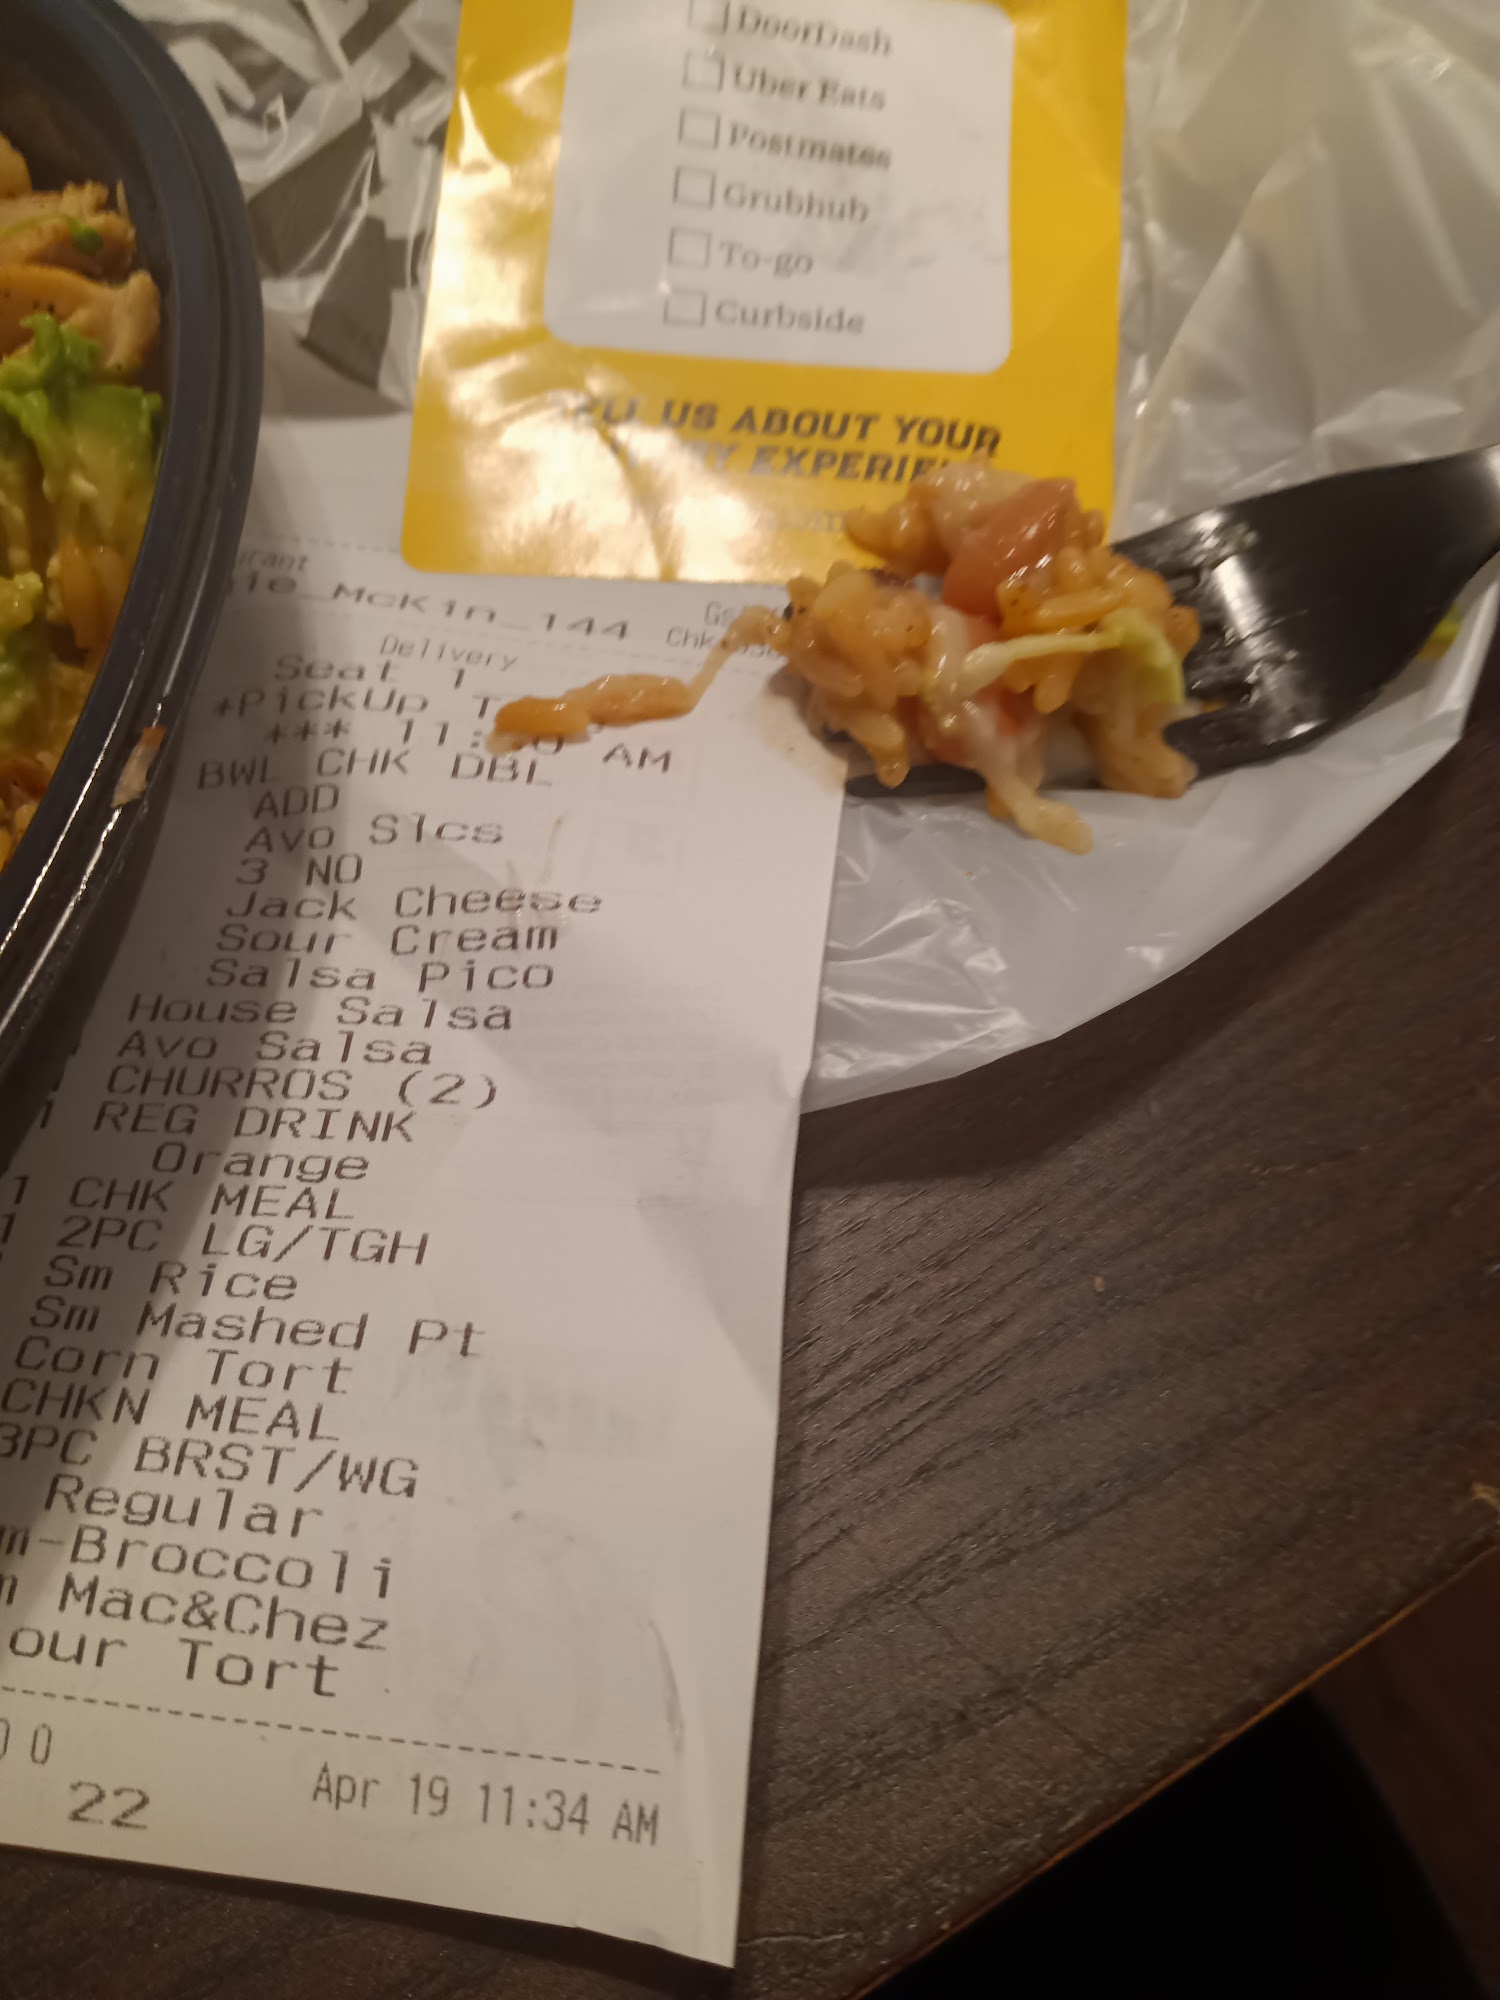 DoorDash
Uber Eats
Postmates
Grubhub
To-go
Curbside
US ABOUT YOUR
McKin_144
Delivery
Seat 1
*PickUp
*** AM
BWL CHK DBL
ADD
Avo Slcs
3 NO
Jack Cheese
Sour Cream
Salsa Pico
House Salsa
Avo Salsa
CHURROS (2)
1 REG DRINK
Orange
1 CHK MEAL
1 2PC LG/TGH
Sm Rice
Sm Mashed Pt
Corn Tort
CHKN MEAL
3PC BRST/WG
Regular
Broccoli
Mac&Chez
Tort
22
Apr 19 11:34 AM